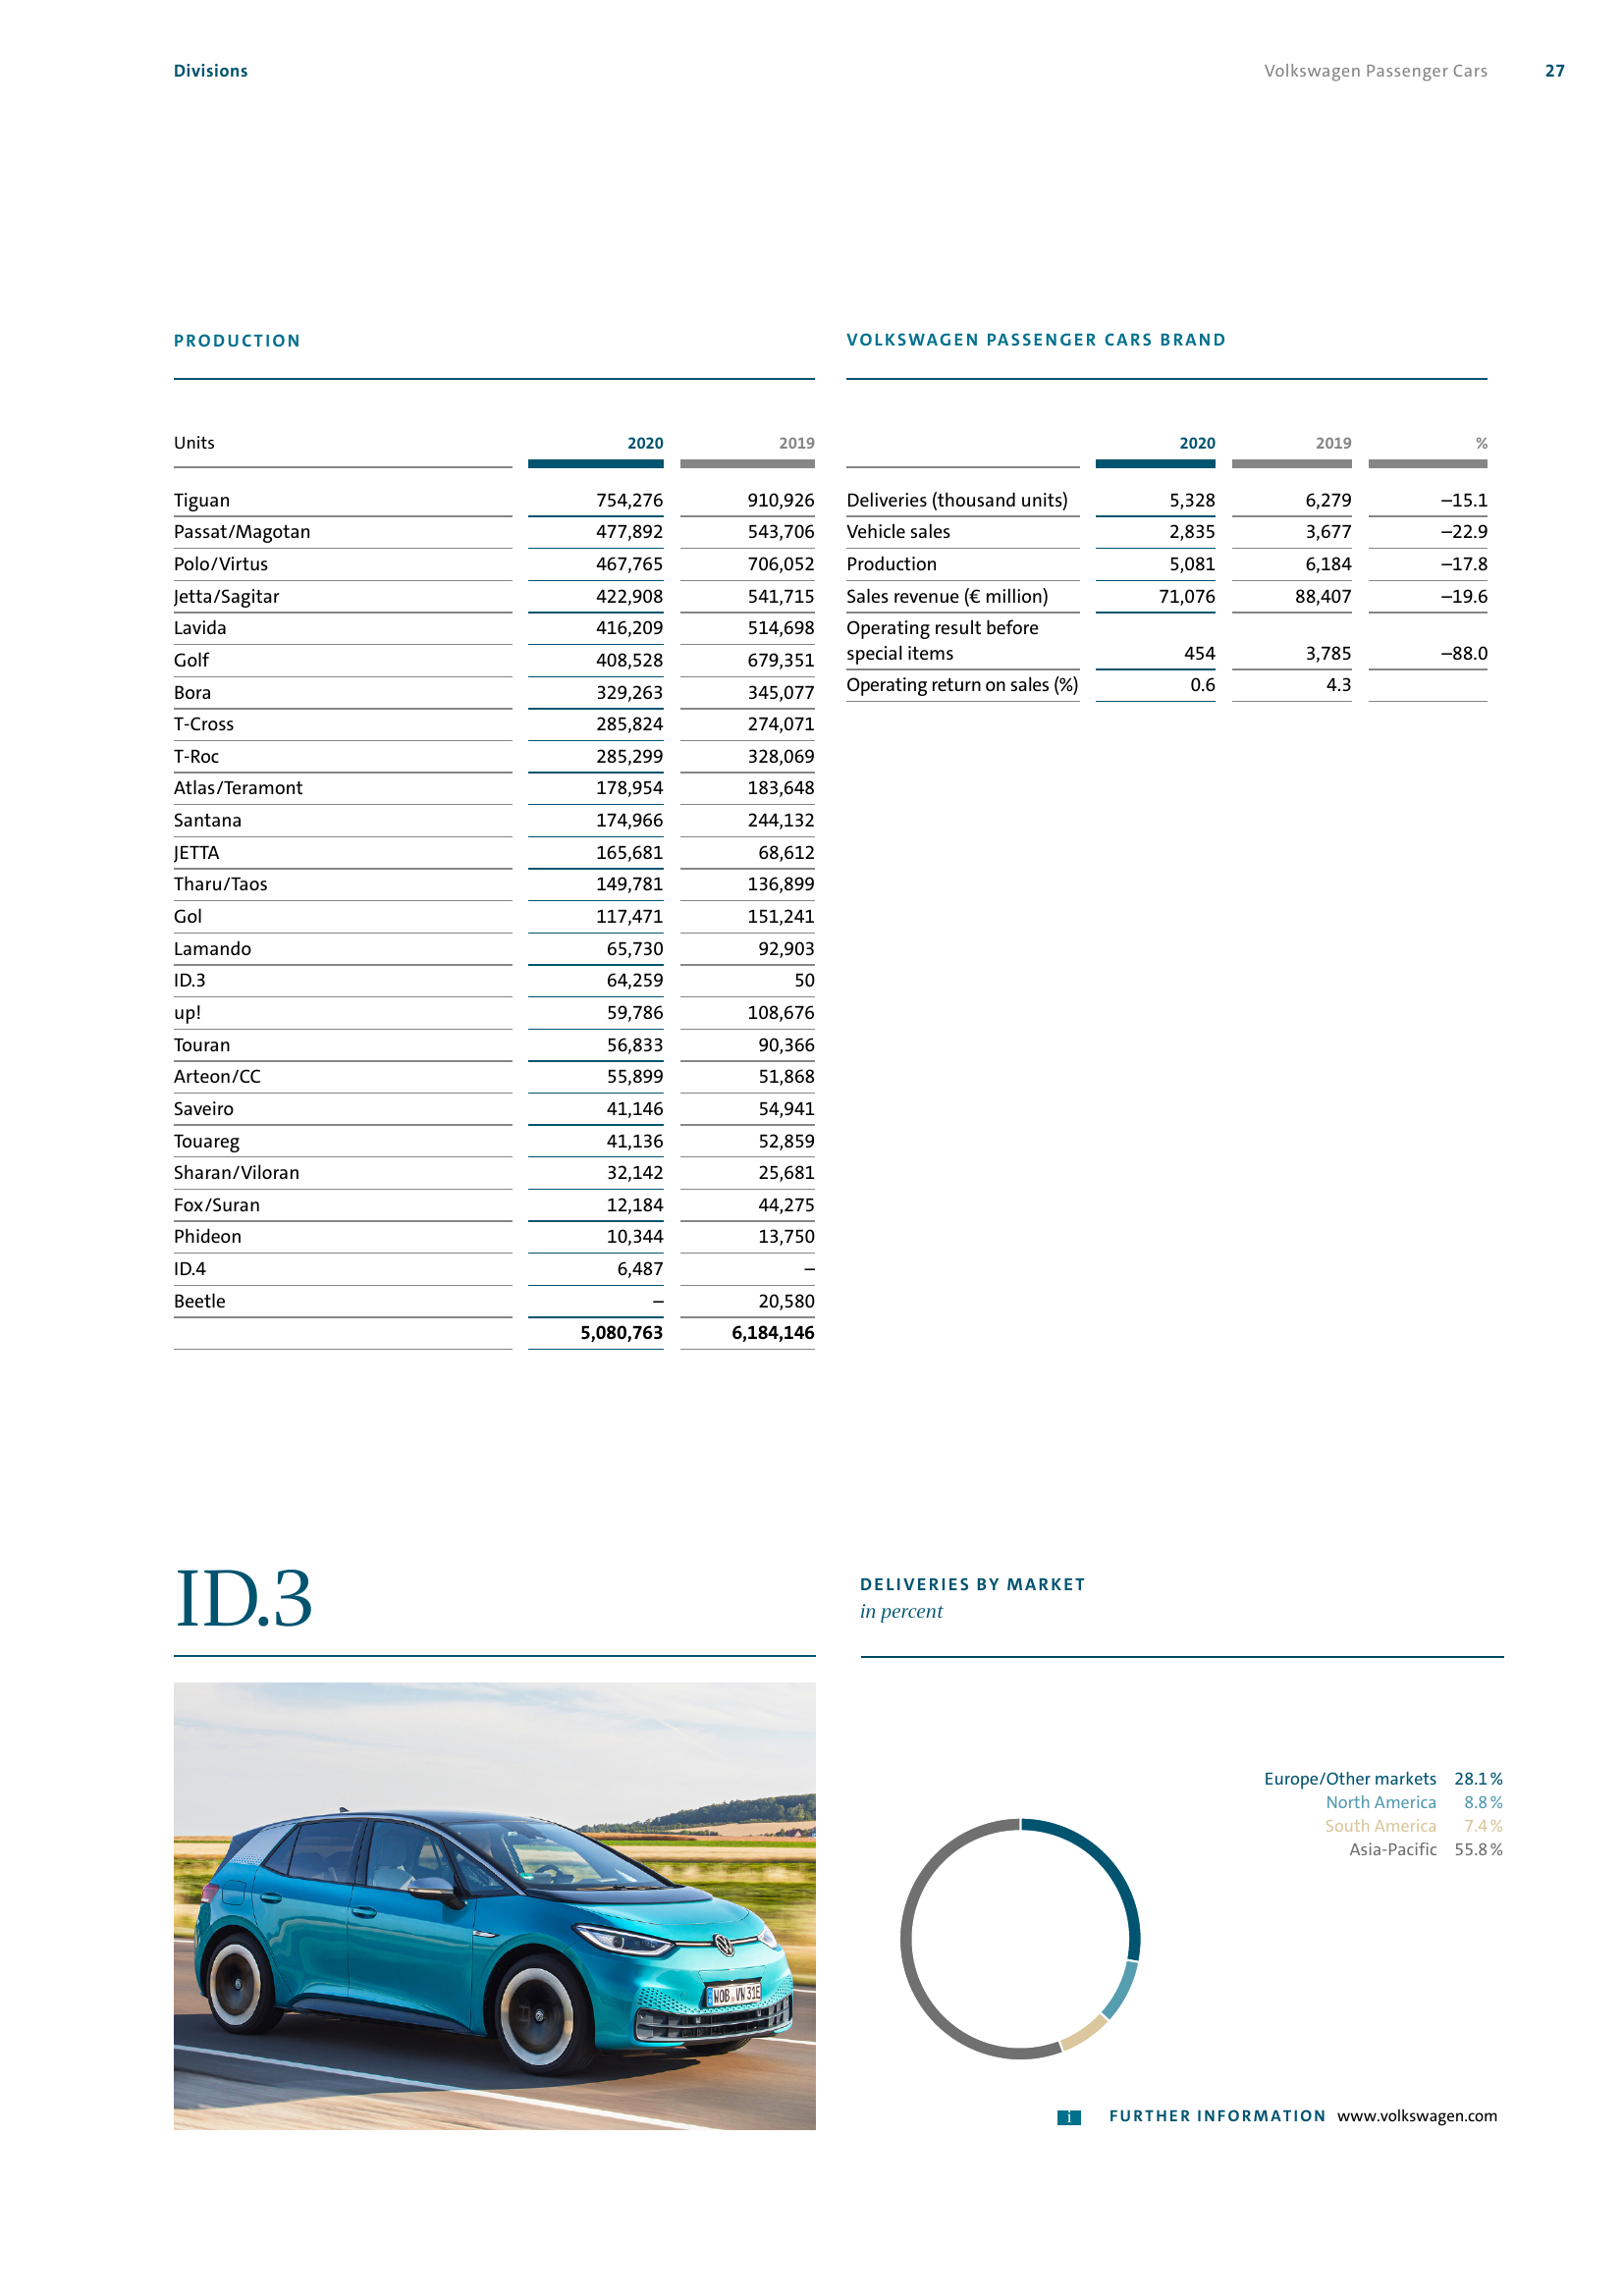 Divisions
Volkswagen Passenger Cars 27
PRODUCTION
Units 2020 2019
Tiguan 754,276 910,926
Passat/Magotan 477,892 543,706
Polo/Virtus 467,765 706,052
Jetta/Sagitar 422,908 541,715
Lavida 416,209 514,698
Golf 408,528 679,351
Bora 329,263 345,077
T-Cross 285,824 274,071
T-Roc 285,299 328,069
Atlas/Teramont 178,954 183,648
Santana 174,966 244,132
JETTA 165,681 68,612
Tharu/Taos 149,781 136,899
Gol 117,471 151,241
Lamando 65,730 92,903
ID.3 64,259 50
up! 59,786 108,676
Touran 56,833 90,366
Arteon/CC 55,899 51,868
Saveiro 41,146 54,941
Touareg 41,136 52,859
Sharan/Viloran 32,142 25,681
Fox/Suran 12,184 44,275
Phideon 10,344 13,750
ID.4 6,487 –
Beetle – 20,580
5,080,763 6,184,146
VOLKSWAGEN PASSENGER CARS BRAND
2020 2019 %
Deliveries (thousand units) 5,328 6,279 –15.1
Vehicle sales 2,835 3,677 –22.9
Production 5,081 6,184 –17.8
Sales revenue (€ million) 71,076 88,407 –19.6
Operating result before
special items 454 3,785 –88.0
Operating return on sales (%) 0.6 4.3
ID.3
WOB VW 31E
DELIVERIES BY MARKET
in percent
Europe/Other markets 28.1 %
North America 8.8 %
South America 7.4 %
Asia-Pacific 55.8 %
i FURTHER INFORMATION www.volkswagen.com